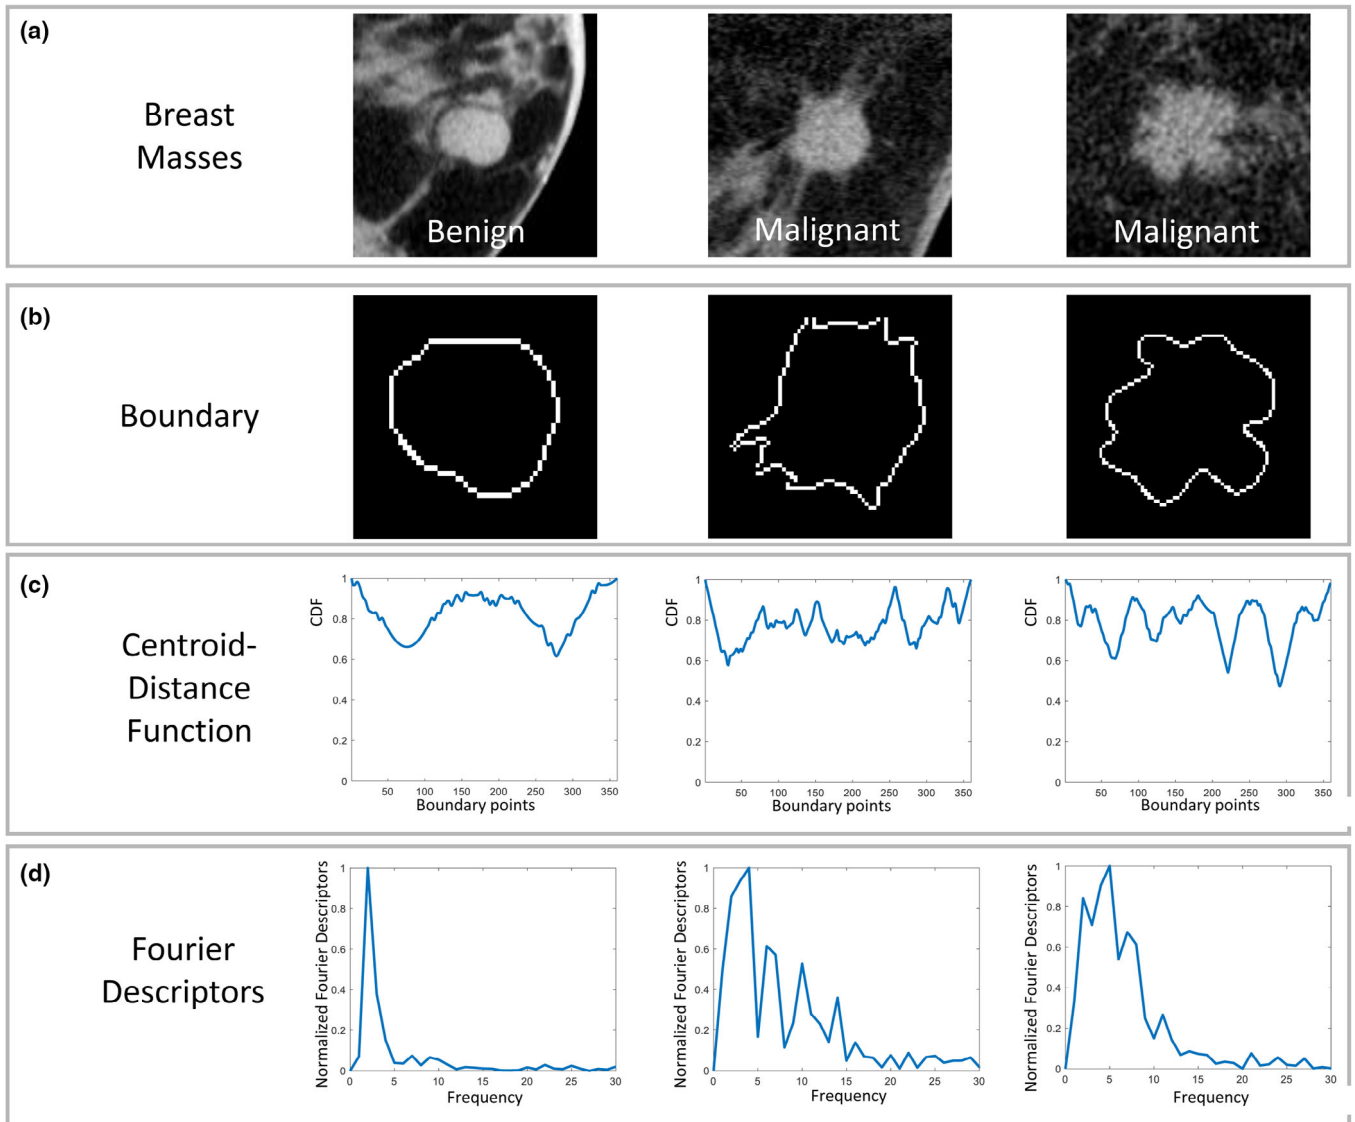 (a)
Breast
Masses
Benign
Malignant
Malignant
(b)
Boundary
(c)
Centroid-
Distance
Function
CDF
1
0.8
0.6
0.4
0.2
0
50 100 150 200 250 300 350
Boundary points
CDF
1
0.8
0.6
0.4
0.2
0
50 100 150 200 250 300 350
Boundary points
CDF
1
0.8
0.6
0.4
0.2
0
50 100 150 200 250 300 350
Boundary points
(d)
Fourier
Descriptors
Normalized Fourier Descriptors
1
0.8
0.6
0.4
0.2
0
0 5 10 15 20 25 30
Frequency
Normalized Fourier Descriptors
1
0.8
0.6
0.4
0.2
0
0 5 10 15 20 25 30
Frequency
Normalized Fourier Descriptors
1
0.8
0.6
0.4
0.2
0
0 5 10 15 20 25 30
Frequency